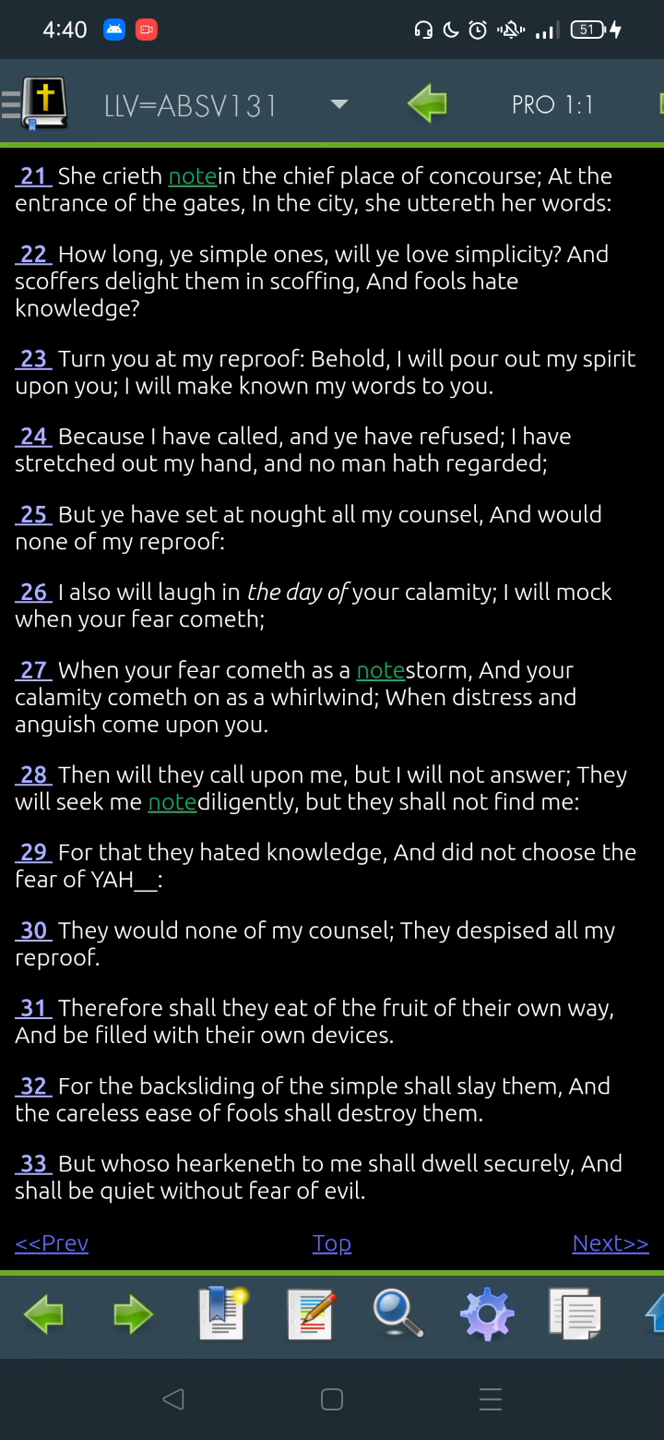 4:40
51
LLV=ABSV131
PRO 1:1
21 She crieth notein the chief place of concourse; At the
entrance of the gates, In the city, she uttereth her words:
22 How long, ye simple ones, will ye love simplicity? And
scoffers delight them in scoffing, And fools hate
knowledge?
23 Turn you at my reproof: Behold, I will pour out my spirit
upon you; I will make known my words to you.
24 Because I have called, and ye have refused; I have
stretched out my hand, and no man hath regarded;
25 But ye have set at nought all my counsel, And would
none of my reproof:
26 I also will laugh in the day of your calamity; I will mock
when your fear cometh;
27 When your fear cometh as a notestorm, And your
calamity cometh on as a whirlwind; When distress and
anguish come upon you.
28 Then will they call upon me, but I will not answer; They
will seek me notediligently, but they shall not find me:
29 For that they hated knowledge, And did not choose the
fear of YAH__:
30 They would none of my counsel; They despised all my
reproof.
31 Therefore shall they eat of the fruit of their own way,
And be filled with their own devices.
32 For the backsliding of the simple shall slay them, And
the careless ease of fools shall destroy them.
33 But whoso hearkeneth to me shall dwell securely, And
shall be quiet without fear of evil.
<<Prev Top Next>>